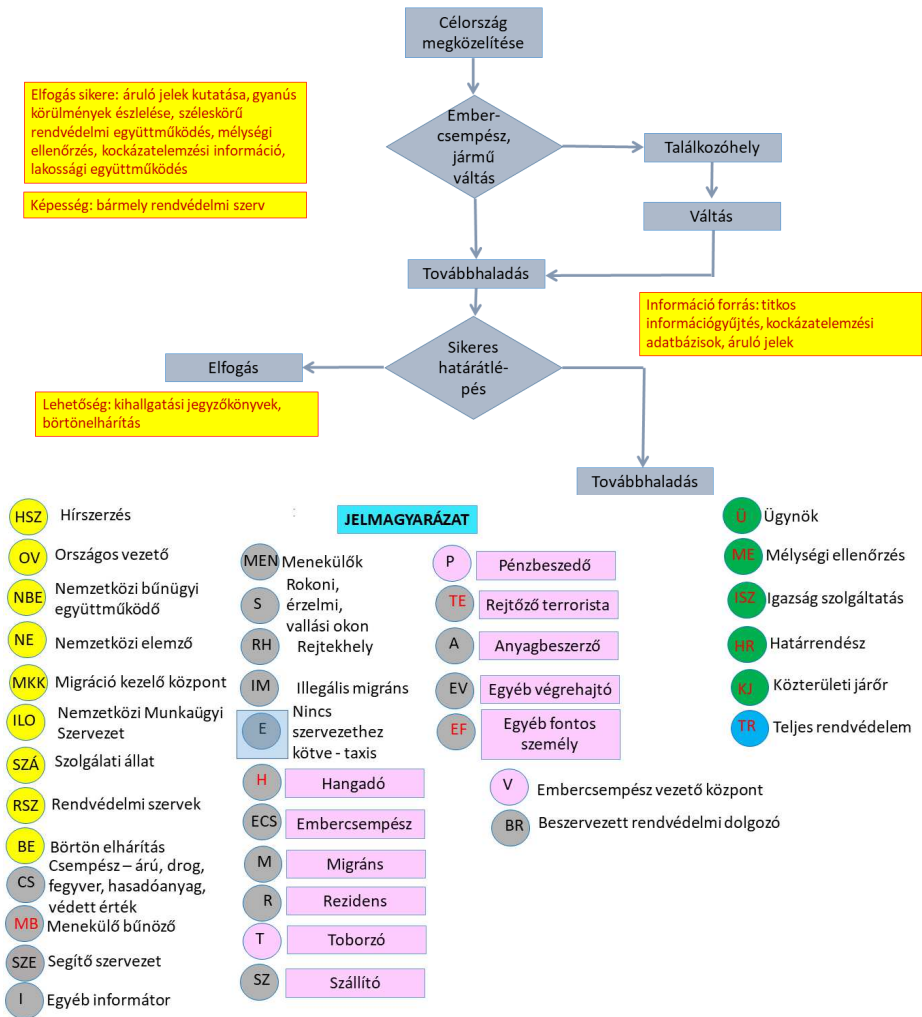 Célország
megközelítése
Elfogás sikere: áruló jelek kutatása, gyanús
körülmények észlelése, széleskörű
rendvédelmi együttműködés, mélységi
ellenőrzés, kockázatelemzési információ,
lakossági együttműködés
Képesség: bármely rendvédelmi szerv
Ember-
csempész,
jármű
váltás
Találkozóhely
Váltás
Továbbhaladás
Információ forrás: titkos
információgyűjtés, kockázatelemzési
adatbázisok, áruló jelek
Sikeres
határátlé-
pés
Elfogás
Lehetőség: kihallgatási jegyzőkönyvek,
börtönelhárítás
Továbbhaladás
JELMAGYARÁZAT
HSZ Hírszerzés
OV Országos vezető
NBE Nemzetközi bűnügyi
együttműködő
NE Nemzetközi elemző
MKK Migráció kezelő központ
ILO Nemzetközi Munkaügyi
Szervezet
SZÁ Szolgálati állat
RSZ Rendvédelmi szervek
BE Börtön elhárítás
CS Csempész – árú, drog,
fegyver, hasadóanyag,
védett érték
MB Menekülő bűnöző
SZE Segítő szervezet
I Egyéb informátor
MEN Menekülők
S Rokoni,
érzelmi,
vallási okon
RH Rejtekhely
IM Illegális migráns
E Nincs
szervezethez
kötve - taxis
H Hangadó
ECS Embercsempész
M Migráns
R Rezidens
T Toborzó
SZ Szállító
P Pénzbeszedő
TE Rejtőző terrorista
A Anyagbeszerző
EV Egyéb végrehajtó
EF Egyéb fontos
személy
V Embercsempész vezető központ
BR Beszervezett rendvédelmi dolgozó
Ü Ügynök
ME Mélységi ellenőrzés
ISZ Igazság szolgáltatás
HR Határrendész
KJ Közterületi járőr
TR Teljes rendvédelem